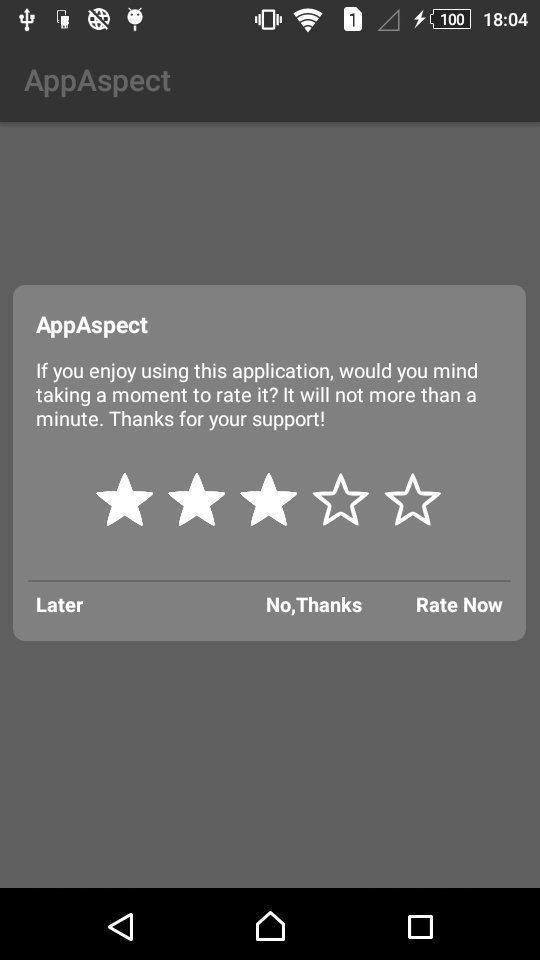 1 100 18:04
AppAspect
AppAspect
If you enjoy using this application, would you mind
taking a moment to rate it? It will not more than a
minute. Thanks for your support!
Later No,Thanks Rate Now